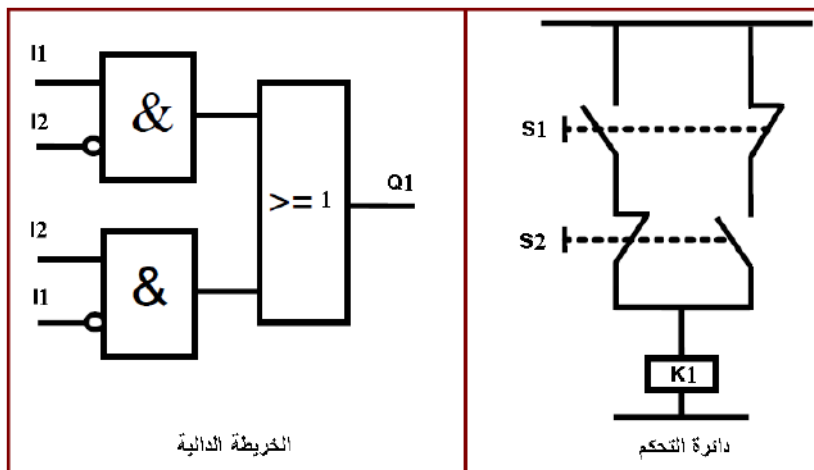 I1
I2
&
I2
I1
&
>= 1
Q1
الخريطة الدالية
S1
S2
K1
دائرة التحكم